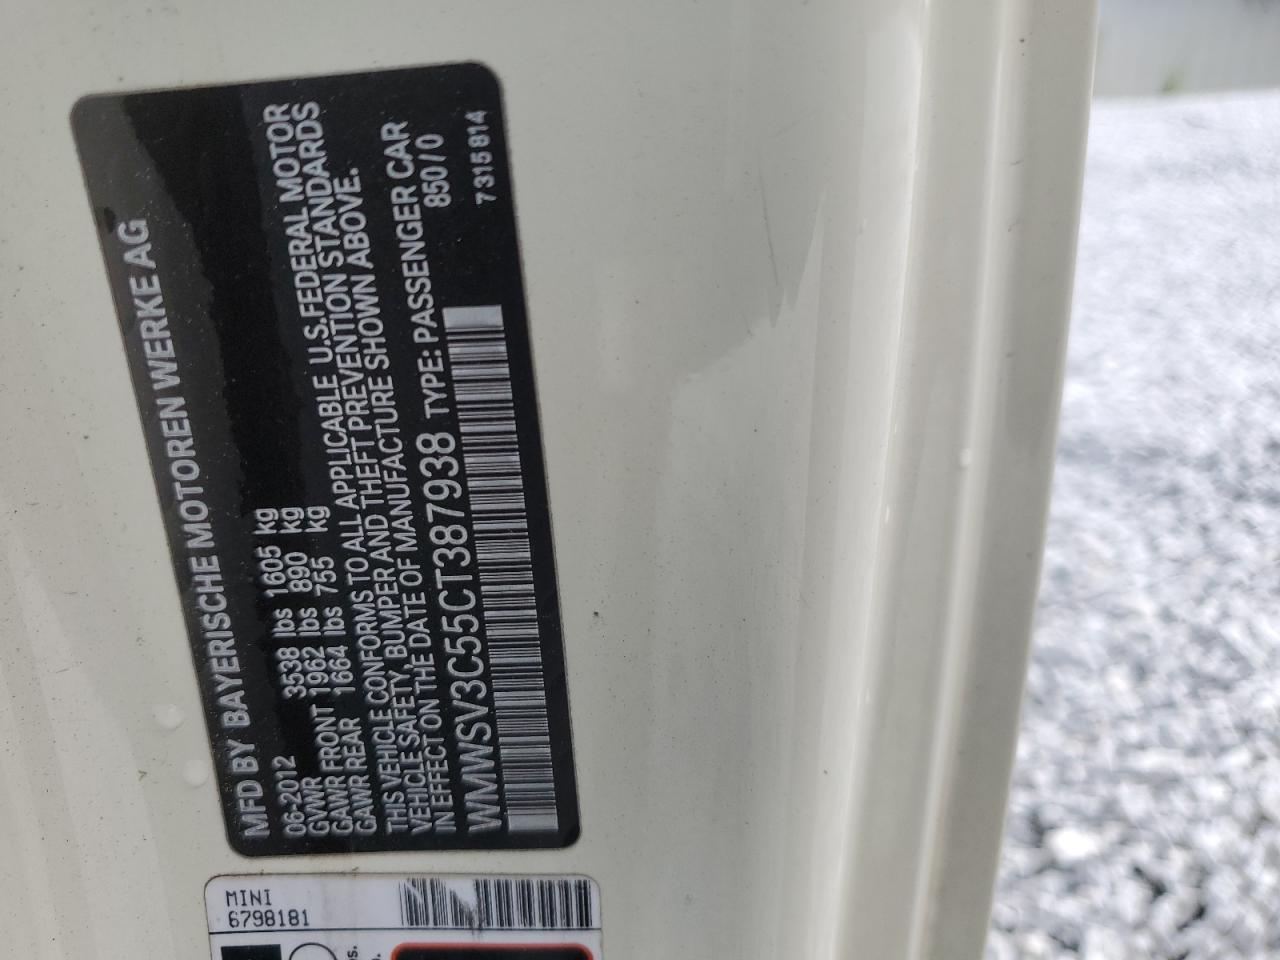 MFD BY BAYERISCHE MOTOREN WERKE AG
06-2012
GVWR 3538 lbs 1605 kg
GAWR FRONT 1962 lbs 890 kg
GAWR REAR 1664 lbs 755 kg
THIS VEHICLE CONFORMS TO ALL APPLICABLE U.S. FEDERAL MOTOR
VEHICLE SAFETY, BUMPER AND THEFT PREVENTION STANDARDS
IN EFFECT ON THE DATE OF MANUFACTURE SHOWN ABOVE.
WMWSV3C55CT387938 TYPE: PASSENGER CAR
850/0
7315814
MINI
6798181